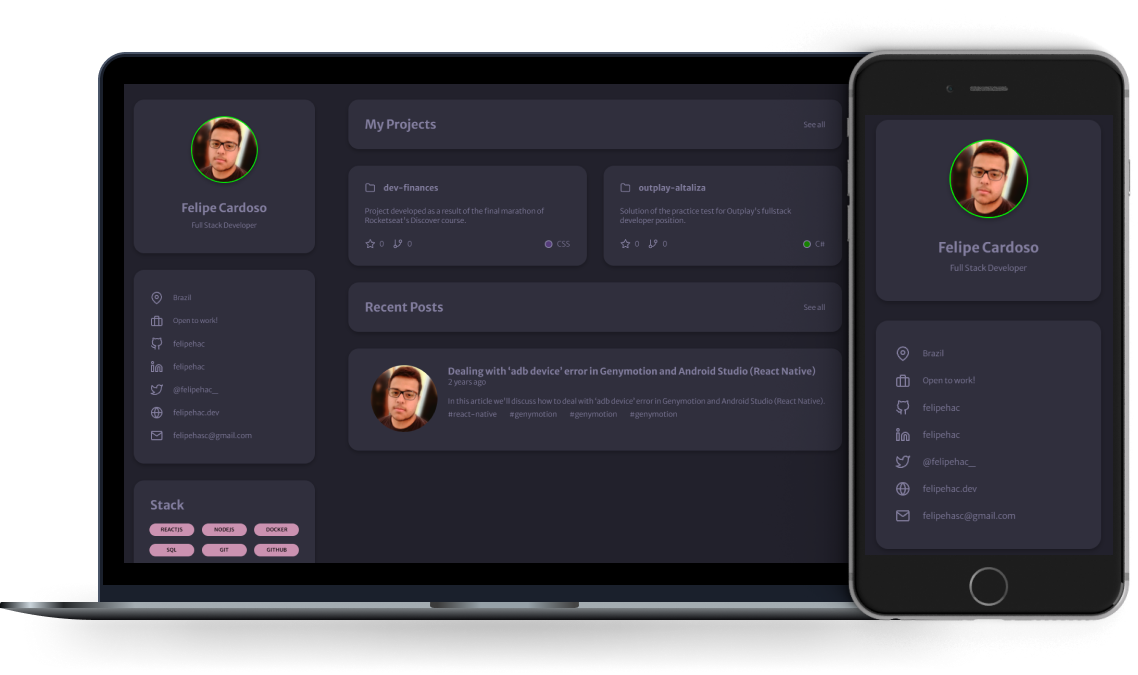 Felipe Cardoso
Full Stack Developer
Brazil
Open to work!
felipehac
felipehac
@felipehac_
felipehac.dev
felipehasc@gmail.com
Stack
REACTJS NODEJS DOCKER
SQL GIT GITHUB
My Projects See all
dev-finances
Project developed as a result of the final marathon of
Rocketseat's Discover course.
0 0 CSS
outplay-altaliza
Solution of the practice test for Outplay's fullstack
developer position.
0 0 C#
Recent Posts See all
Dealing with 'adb device' error in Genymotion and Android Studio (React Native)
2 years ago
In this article we'll discuss how to deal with 'adb device' error in Genymotion and Android Studio (React Native).
#react-native #genymotion #genymotion #genymotion
Felipe Cardoso
Full Stack Developer
Brazil
Open to work!
felipehac
felipehac
@felipehac_
felipehac.dev
felipehasc@gmail.com